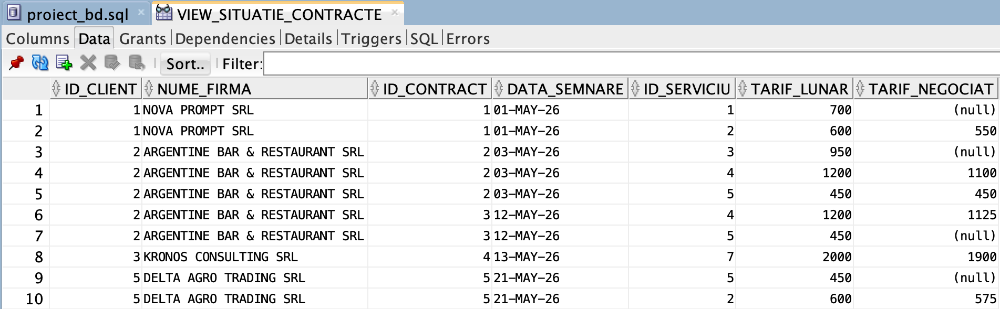 proiect_bd.sql VIEW_SITUATIE_CONTRACTE
Columns Data Grants Dependencies Details Triggers SQL Errors
Sort.. Filter:
ID_CLIENT NUME_FIRMA ID_CONTRACT DATA_SEMNARE ID_SERVICIU TARIF_LUNAR TARIF_NEGOCIAT
1 1 NOVA PROMPT SRL 1 01-MAY-26 1 700 (null)
2 1 NOVA PROMPT SRL 1 01-MAY-26 2 600 550
3 2 ARGENTINE BAR & RESTAURANT SRL 2 03-MAY-26 3 950 (null)
4 2 ARGENTINE BAR & RESTAURANT SRL 2 03-MAY-26 4 1200 1100
5 2 ARGENTINE BAR & RESTAURANT SRL 2 03-MAY-26 5 450 450
6 2 ARGENTINE BAR & RESTAURANT SRL 3 12-MAY-26 4 1200 1125
7 2 ARGENTINE BAR & RESTAURANT SRL 3 12-MAY-26 5 450 (null)
8 3 KRONOS CONSULTING SRL 4 13-MAY-26 7 2000 1900
9 5 DELTA AGRO TRADING SRL 5 21-MAY-26 5 450 (null)
10 5 DELTA AGRO TRADING SRL 5 21-MAY-26 2 600 575